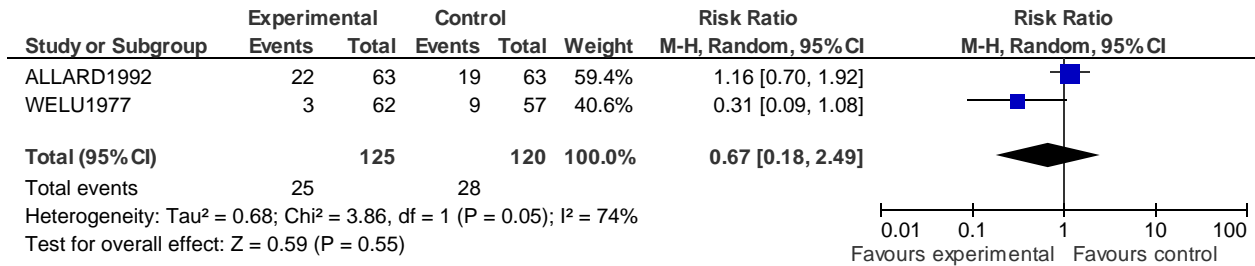 Experimental Control Risk Ratio Risk Ratio
Study or Subgroup Events Total Events Total Weight M-H, Random, 95% CI M-H, Random, 95% CI
ALLARD1992 22 63 19 63 59.4% 1.16 [0.70, 1.92]
WELU1977 3 62 9 57 40.6% 0.31 [0.09, 1.08]
Total (95% CI) 125 120 100.0% 0.67 [0.18, 2.49]
Total events 25 28
Heterogeneity: Tau² = 0.68; Chi² = 3.86, df = 1 (P = 0.05); I² = 74%
Test for overall effect: Z = 0.59 (P = 0.55)
0.01 0.1 1 10 100
Favours experimental Favours control